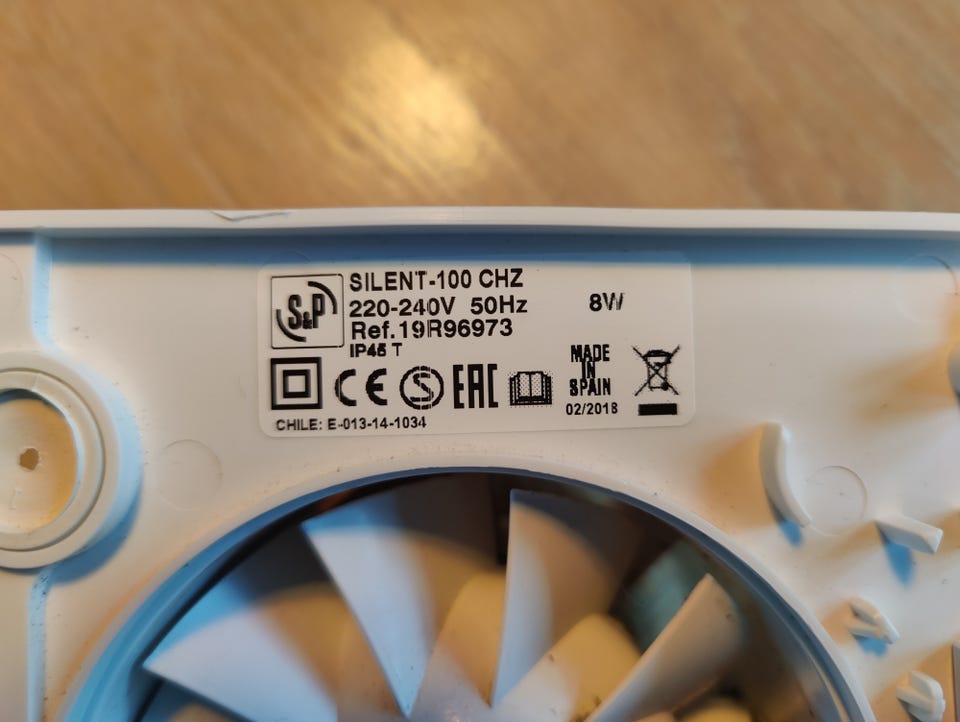 S&P
SILENT-100 CHZ
220-240V 50Hz 8W
Ref. 19R96973
IP45 T
CE S EAC
MADE
IN
SPAIN
02/2018
CHILE: E-013-14-1034